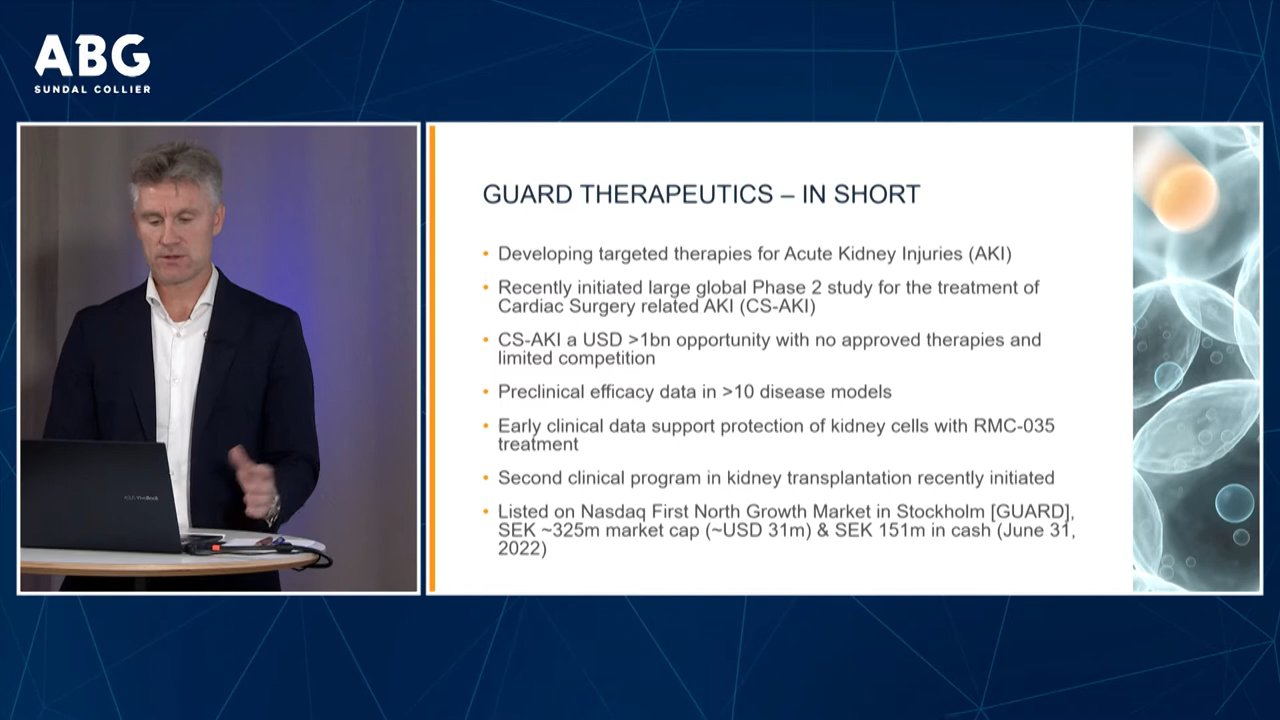 ABG
SUNDAL COLLIER
GUARD THERAPEUTICS – IN SHORT
• Developing targeted therapies for Acute Kidney Injuries (AKI)
• Recently initiated large global Phase 2 study for the treatment of
Cardiac Surgery related AKI (CS-AKI)
• CS-AKI a USD >1bn opportunity with no approved therapies and
limited competition
• Preclinical efficacy data in >10 disease models
• Early clinical data support protection of kidney cells with RMC-035
treatment
• Second clinical program in kidney transplantation recently initiated
• Listed on Nasdaq First North Growth Market in Stockholm [GUARD],
SEK ~325m market cap (~USD 31m) & SEK 151m in cash (June 31,
2022)